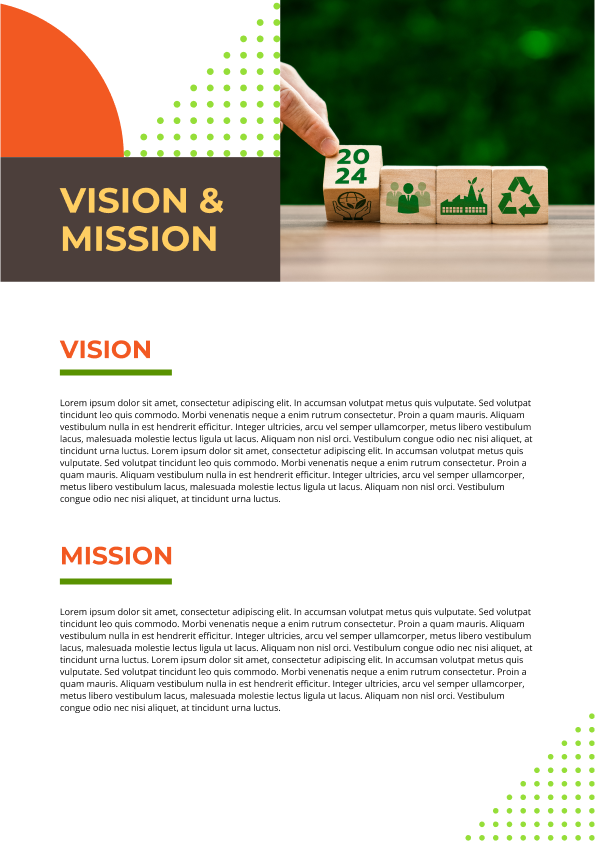 20
24
VISION &
MISSION
VISION
Lorem ipsum dolor sit amet, consectetur adipiscing elit. In accumsan volutpat metus quis vulputate. Sed volutpat
tincidunt leo quis commodo. Morbi venenatis neque a enim rutrum consectetur. Proin a quam mauris. Aliquam
vestibulum nulla in est hendrerit efficitur. Integer ultricies, arcu vel semper ullamcorper, metus libero vestibulum
lacus, malesuada molestie lectus ligula ut lacus. Aliquam non nisl orci. Vestibulum congue odio nec nisi aliquet, at
tincidunt urna luctus. Lorem ipsum dolor sit amet, consectetur adipiscing elit. In accumsan volutpat metus quis
vulputate. Sed volutpat tincidunt leo quis commodo. Morbi venenatis neque a enim rutrum consectetur. Proin a
quam mauris. Aliquam vestibulum nulla in est hendrerit efficitur. Integer ultricies, arcu vel semper ullamcorper,
metus libero vestibulum lacus, malesuada molestie lectus ligula ut lacus. Aliquam non nisl orci. Vestibulum
congue odio nec nisi aliquet, at tincidunt urna luctus.
MISSION
Lorem ipsum dolor sit amet, consectetur adipiscing elit. In accumsan volutpat metus quis vulputate. Sed volutpat
tincidunt leo quis commodo. Morbi venenatis neque a enim rutrum consectetur. Proin a quam mauris. Aliquam
vestibulum nulla in est hendrerit efficitur. Integer ultricies, arcu vel semper ullamcorper, metus libero vestibulum
lacus, malesuada molestie lectus ligula ut lacus. Aliquam non nisl orci. Vestibulum congue odio nec nisi aliquet, at
tincidunt urna luctus. Lorem ipsum dolor sit amet, consectetur adipiscing elit. In accumsan volutpat metus quis
vulputate. Sed volutpat tincidunt leo quis commodo. Morbi venenatis neque a enim rutrum consectetur. Proin a
quam mauris. Aliquam vestibulum nulla in est hendrerit efficitur. Integer ultricies, arcu vel semper ullamcorper,
metus libero vestibulum lacus, malesuada molestie lectus ligula ut lacus. Aliquam non nisl orci. Vestibulum
congue odio nec nisi aliquet, at tincidunt urna luctus.